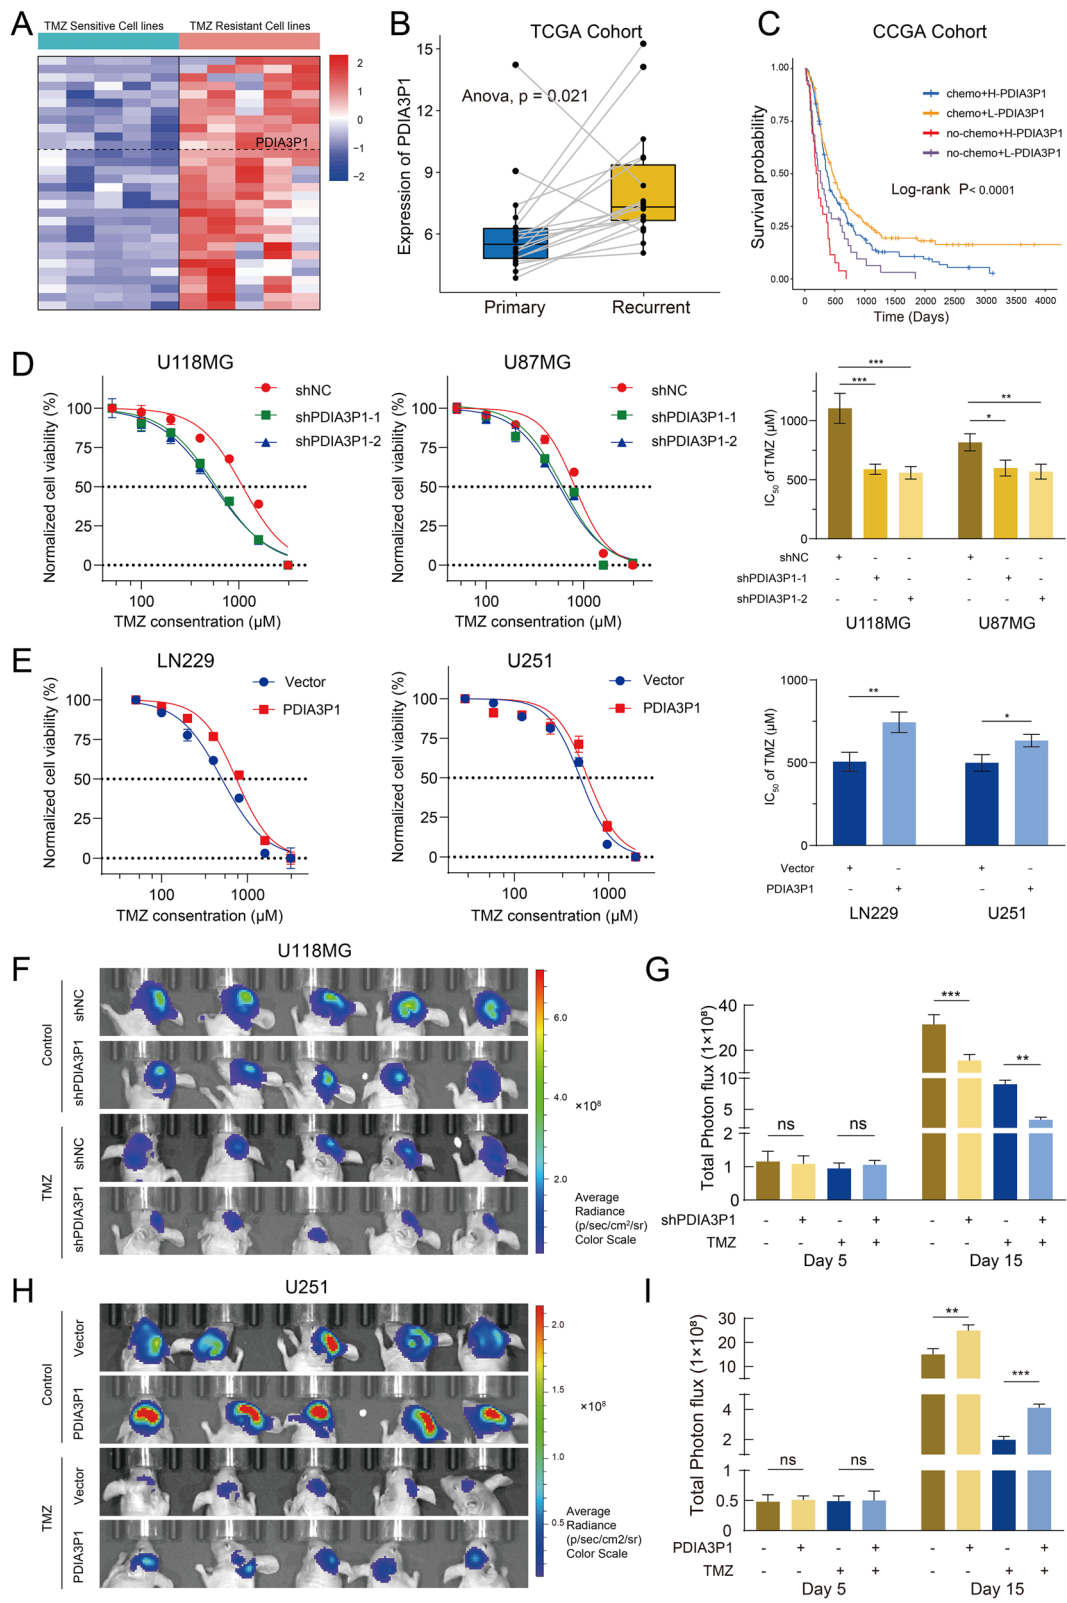 A
TMZ Sensitive Cell lines
TMZ Resistant Cell lines
PDIA3P1
2
1
0
−1
−2
B
TCGA Cohort
Expression of PDIA3P1
15
12
9
6
Anova, p = 0.021
Primary
Recurrent
C
CCGA Cohort
Survival probability
1.00
0.75
0.50
0.25
0.00
chemo+H-PDIA3P1
chemo+L-PDIA3P1
no-chemo+H-PDIA3P1
no-chemo+L-PDIA3P1
Log-rank P< 0.0001
0 500 1000 1500 2000 2500 3000 3500 4000
Time (Days)
D
U118MG
Normalized cell viability (%)
100
75
50
25
0
shNC
shPDIA3P1-1
shPDIA3P1-2
100 1000
TMZ consentration (µM)
U87MG
Normalized cell viability (%)
100
75
50
25
0
shNC
shPDIA3P1-1
shPDIA3P1-2
100 1000
TMZ consentration (µM)
IC50 of TMZ (µM)
1000
500
0
*** *** ** *
shNC + - - + - -
shPDIA3P1-1 - + - - + -
shPDIA3P1-2 - - + - - +
U118MG U87MG
E
LN229
Normalized cell viability (%)
100
75
50
25
0
Vector
PDIA3P1
100 1000
TMZ consentration (µM)
U251
Normalized cell viability (%)
100
75
50
25
0
Vector
PDIA3P1
100 1000
TMZ consentration (µM)
IC50 of TMZ (µM)
1000
500
0
** *
Vector + - + -
PDIA3P1 - + - +
LN229 U251
F
U118MG
Control
shNC
shPDIA3P1
TMZ
shNC
shPDIA3P1
6.0
4.0
×10⁸
2.0
Average
Radiance
(p/sec/cm²/sr)
Color Scale
G
Total Photon flux (1×10⁸)
40
20
10
5
2
1
0
ns ns *** **
shPDIA3P1 - + - + - + - +
TMZ - - + + - - + +
Day 5 Day 15
H
U251
Control
Vector
PDIA3P1
TMZ
Vector
PDIA3P1
2.0
1.5
×10⁸
1.0
0.5
Average
Radiance
(p/sec/cm2/sr)
Color Scale
I
Total Photon flux (1×10⁸)
30
20
10
4
2
1
0.5
0
ns ns ** ***
PDIA3P1 - + - + - + - +
TMZ - - + + - - + +
Day 5 Day 15